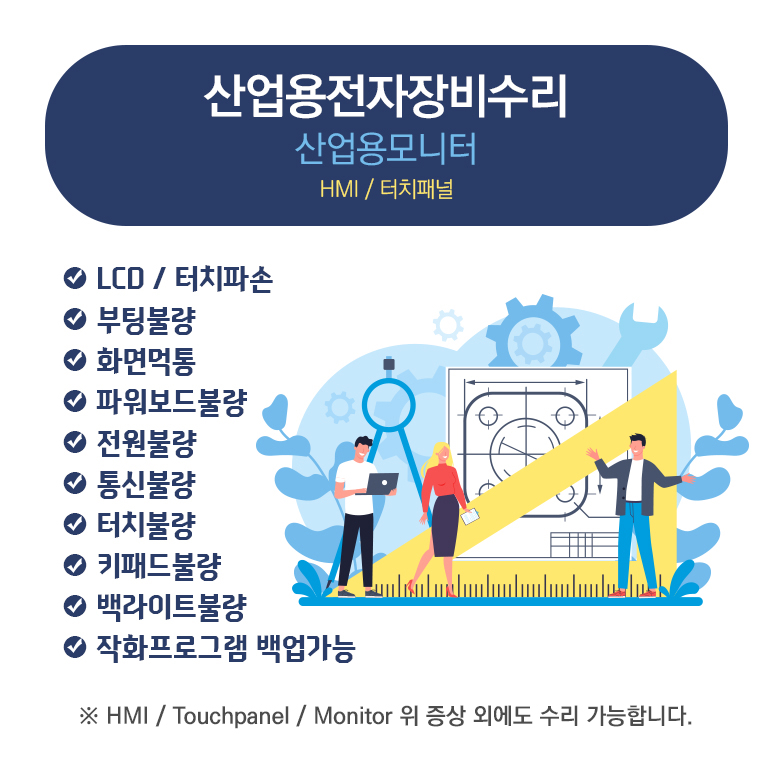 산업용전자장비수리
산업용모니터
HMI / 터치패널
LCD / 터치파손
부팅불량
화면먹통
파워보드불량
전원불량
통신불량
터치불량
키패드불량
백라이트불량
작화프로그램 백업가능
※ HMI / Touchpanel / Monitor 위 증상 외에도 수리 가능합니다.